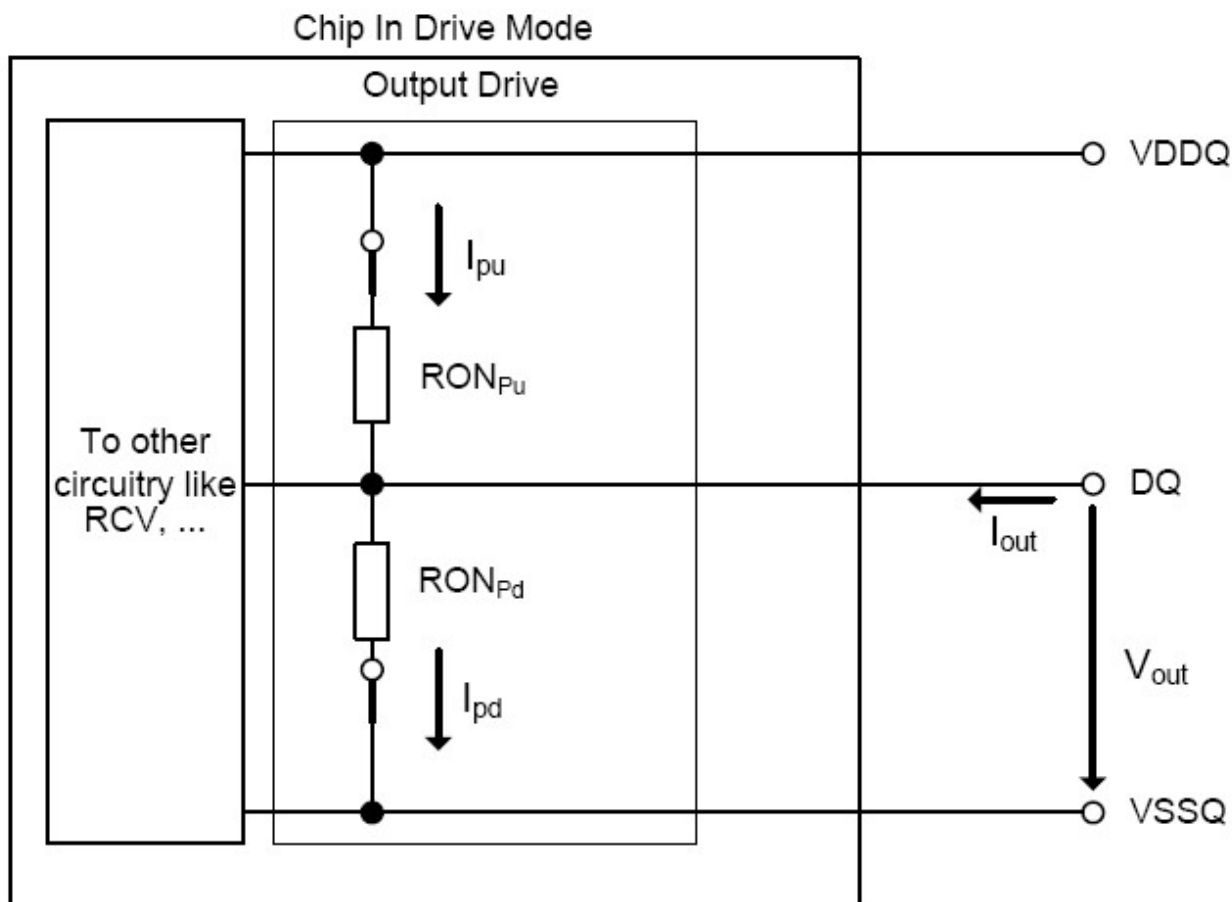 Chip In Drive Mode
Output Drive
VDDQ
Ipu
RONPu
To other
circuitry like
RCV, ...
DQ
Iout
RONPd
Vout
Ipd
VSSQ